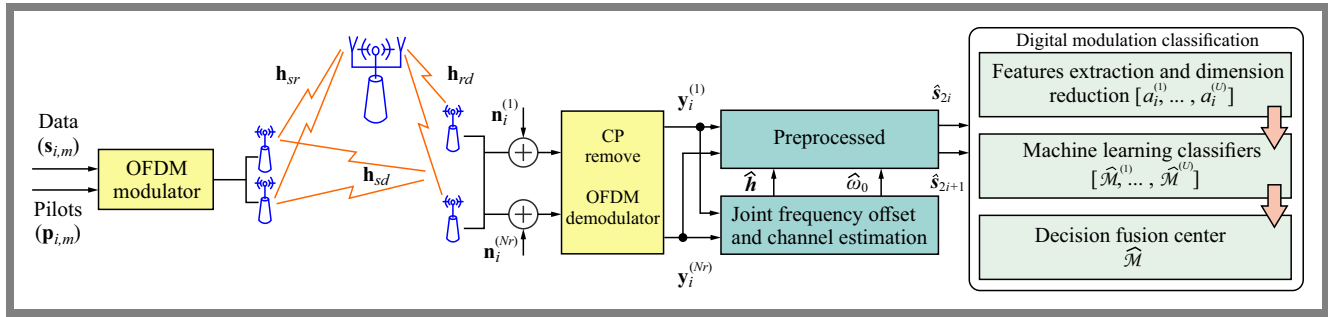 Data
(s_{i,m})
Pilots
(p_{i,m})
OFDM
modulator
h_{sr}
h_{rd}
h_{sd}
n_i^{(1)}
n_i^{(Nr)}
CP
remove
OFDM
demodulator
y_i^{(1)}
y_i^{(Nr)}
Preprocessed
ĥ
ω̂_0
Joint frequency offset
and channel estimation
ŝ_{2i}
ŝ_{2i+1}
Digital modulation classification
Features extraction and dimension
reduction [a_i^{(1)}, ... , a_i^{(U)}]
Machine learning classifiers
[ℳ̂,^{(1)} ... , ℳ̂^{(U)}]
Decision fusion center
ℳ̂